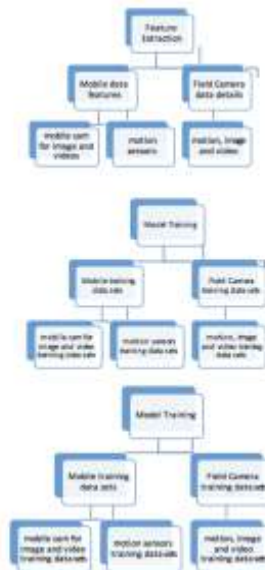 Feature
Extraction
Mobile data
features
Field Camera
data details
mobile cam
for image and
videos
motion
sensors
motion, image
and video
Model Training
Mobile training
data sets
Field Camera
training data sets
mobile cam for
image and video
training data sets
motion sensors
training data sets
motion, image
and video training
data sets
Model Training
Mobile training
data sets
Field Camera
training data sets
mobile cam for
image and video
training data sets
motion sensors
training data sets
motion, image
and video
training data sets